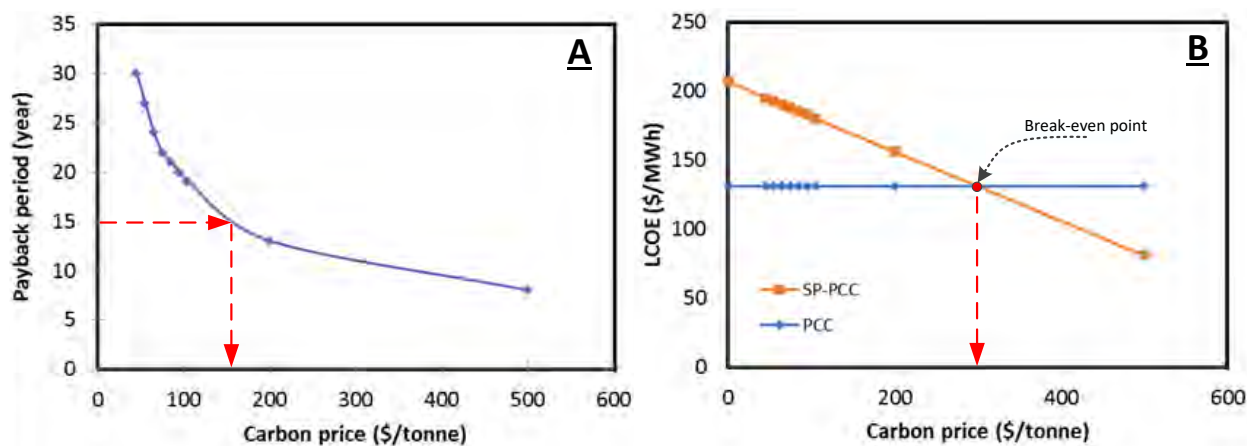 A
35
30
25
20
15
10
5
0
0 100 200 300 400 500 600
Payback period (year)
Carbon price ($/tonne)
B
250
200
150
100
50
0
0 200 400 600
LCOE ($/MWh)
Carbon price ($/tonne)
Break-even point
SP-PCC
PCC